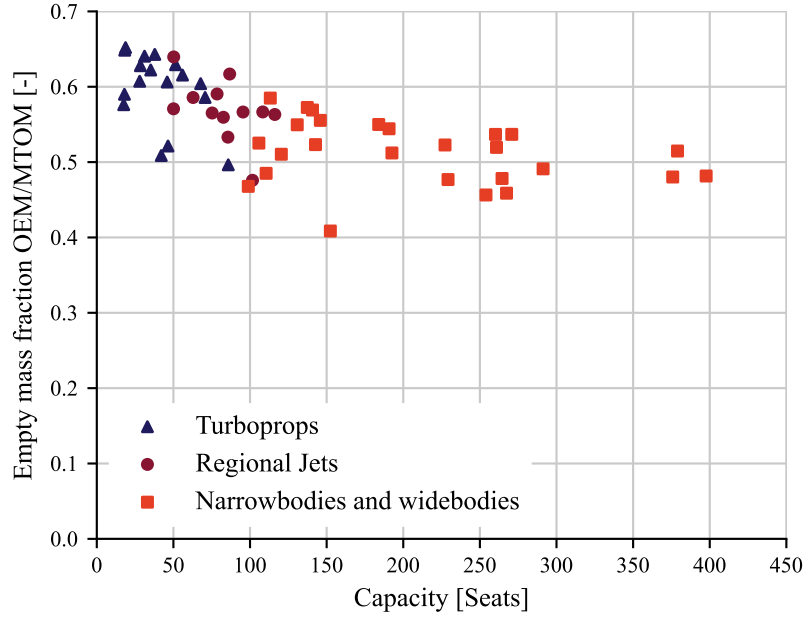 Empty mass fraction OEM/MTOM [-]
0.7
0.6
0.5
0.4
0.3
0.2
0.1
0.0
Turboprops
Regional Jets
Narrowbodies and widebodies
0 50 100 150 200 250 300 350 400 450
Capacity [Seats]